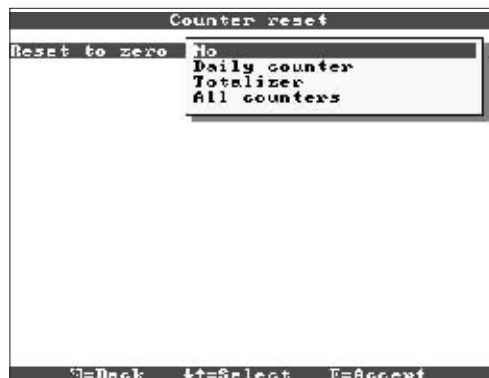 Counter reset
Reset to zero No
Daily counter
Totalizer
All counters
=Back ↓↑=Select E=Accept